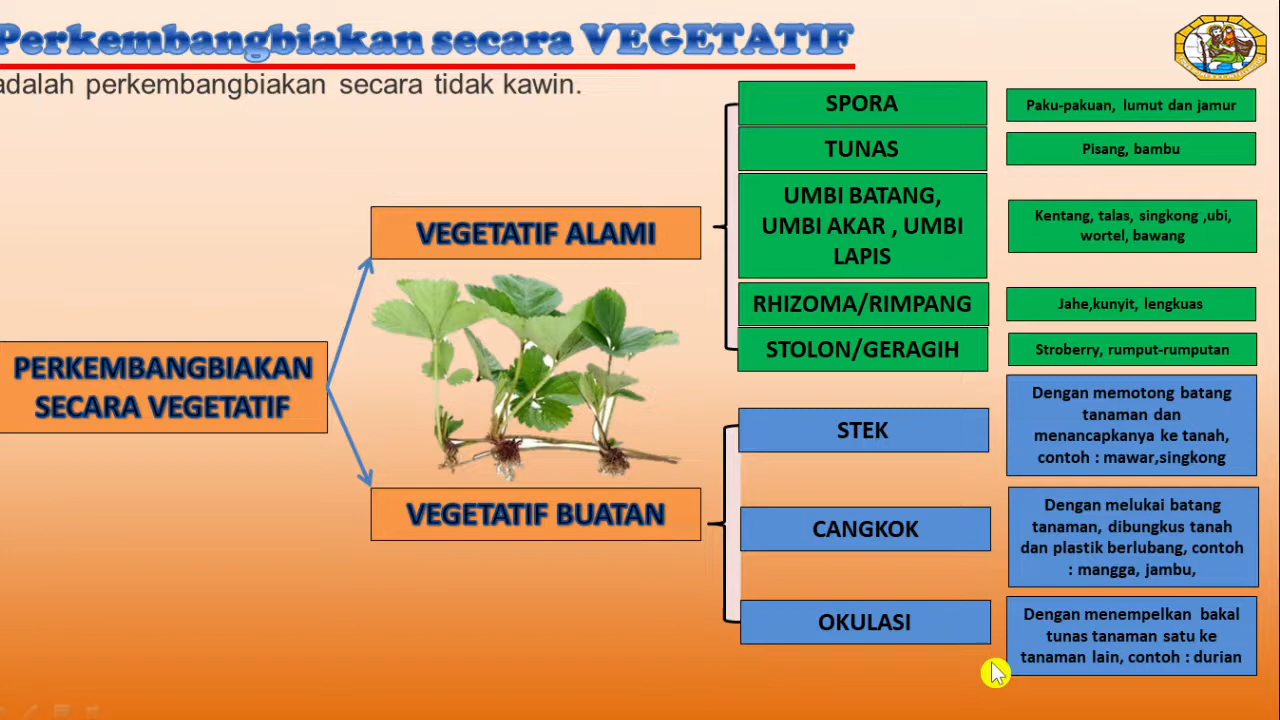 Perkembangbiakan secara VEGETATIF
adalah perkembangbiakan secara tidak kawin.
PERKEMBANGBIAKAN
SECARA VEGETATIF
VEGETATIF ALAMI
SPORA
Paku-pakuan, lumut dan jamur
TUNAS
Pisang, bambu
UMBI BATANG,
UMBI AKAR , UMBI
LAPIS
Kentang, talas, singkong ,ubi,
wortel, bawang
RHIZOMA/RIMPANG
Jahe,kunyit, lengkuas
STOLON/GERAGIH
Stroberry, rumput-rumputan
VEGETATIF BUATAN
STEK
Dengan memotong batang
tanaman dan
menancapkanya ke tanah,
contoh : mawar,singkong
CANGKOK
Dengan melukai batang
tanaman, dibungkus tanah
dan plastik berlubang, contoh
: mangga, jambu,
OKULASI
Dengan menempelkan bakal
tunas tanaman satu ke
tanaman lain, contoh : durian